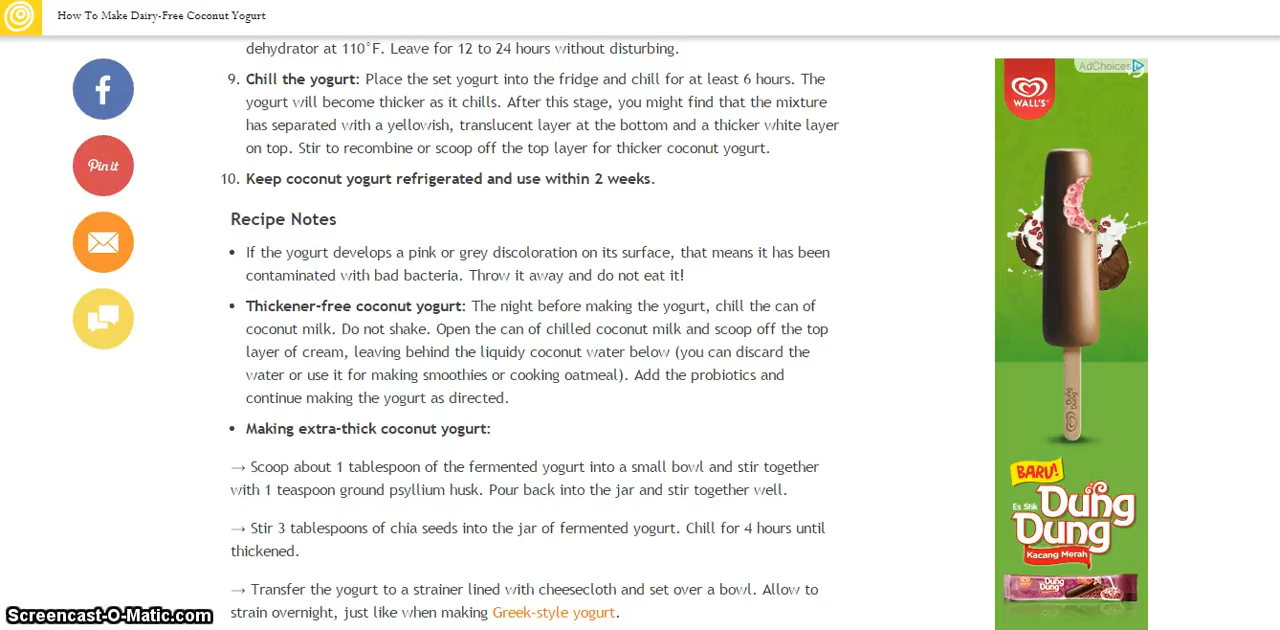 How To Make Dairy-Free Coconut Yogurt
dehydrator at 110°F. Leave for 12 to 24 hours without disturbing.
9. Chill the yogurt: Place the set yogurt into the fridge and chill for at least 6 hours. The
yogurt will become thicker as it chills. After this stage, you might find that the mixture
has separated with a yellowish, translucent layer at the bottom and a thicker white layer
on top. Stir to recombine or scoop off the top layer for thicker coconut yogurt.
10. Keep coconut yogurt refrigerated and use within 2 weeks.
Recipe Notes
• If the yogurt develops a pink or grey discoloration on its surface, that means it has been
contaminated with bad bacteria. Throw it away and do not eat it!
• Thickener-free coconut yogurt: The night before making the yogurt, chill the can of
coconut milk. Do not shake. Open the can of chilled coconut milk and scoop off the top
layer of cream, leaving behind the liquidy coconut water below (you can discard the
water or use it for making smoothies or cooking oatmeal). Add the probiotics and
continue making the yogurt as directed.
• Making extra-thick coconut yogurt:
→ Scoop about 1 tablespoon of the fermented yogurt into a small bowl and stir together
with 1 teaspoon ground psyllium husk. Pour back into the jar and stir together well.
→ Stir 3 tablespoons of chia seeds into the jar of fermented yogurt. Chill for 4 hours until
thickened.
→ Transfer the yogurt to a strainer lined with cheesecloth and set over a bowl. Allow to
strain overnight, just like when making Greek-style yogurt.
f
Pin it
AdChoices
WALL'S
Dung
Dung
BARU!
Es Stik
Dung
Dung
Kacang Merah
Dung
Dung
Screencast-O-Matic.com